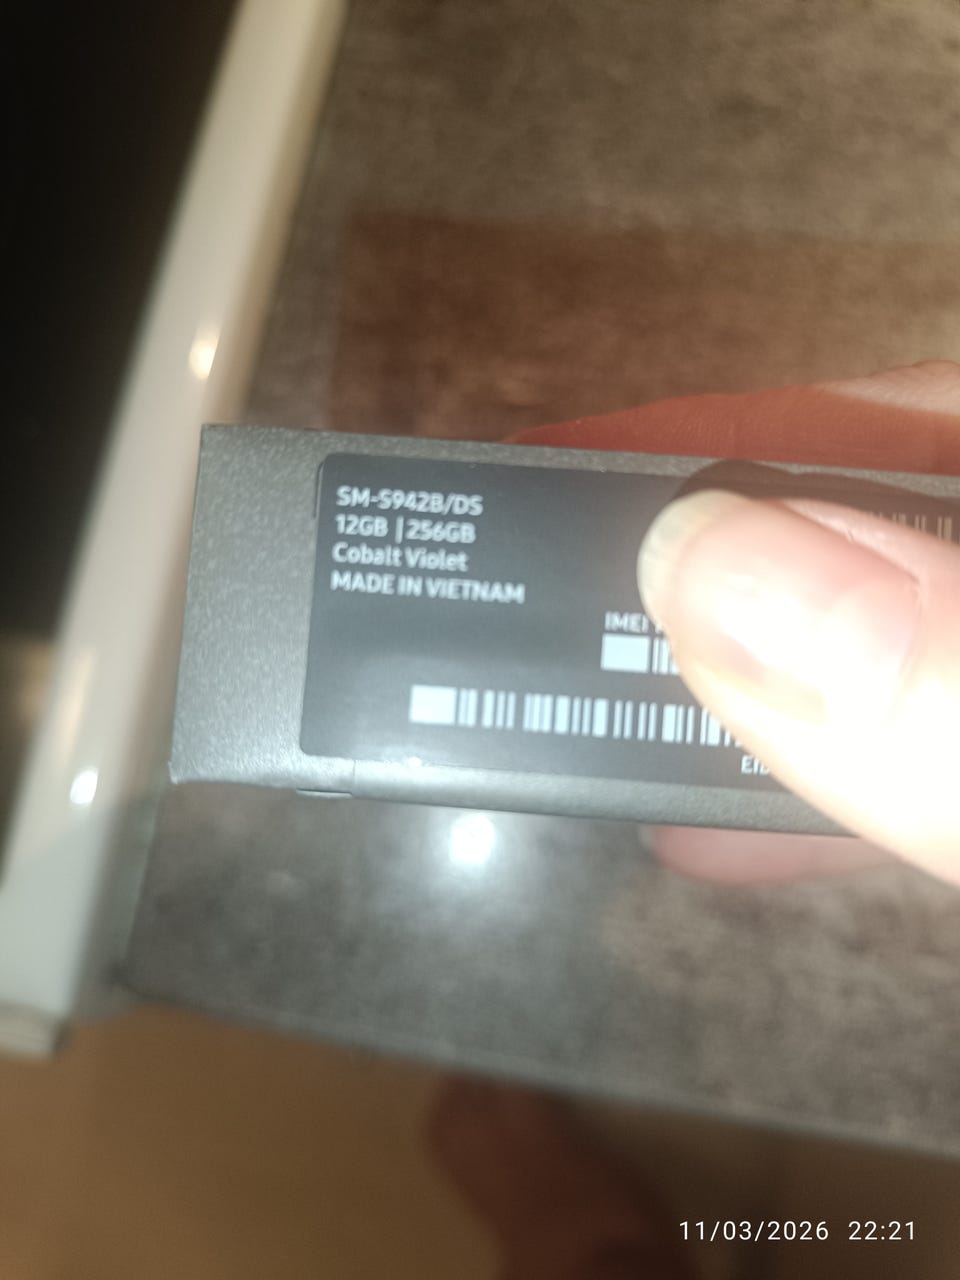 SM-S942B/DS
12GB | 256GB
Cobalt Violet
MADE IN VIETNAM
IMEI
11/03/2026 22:21